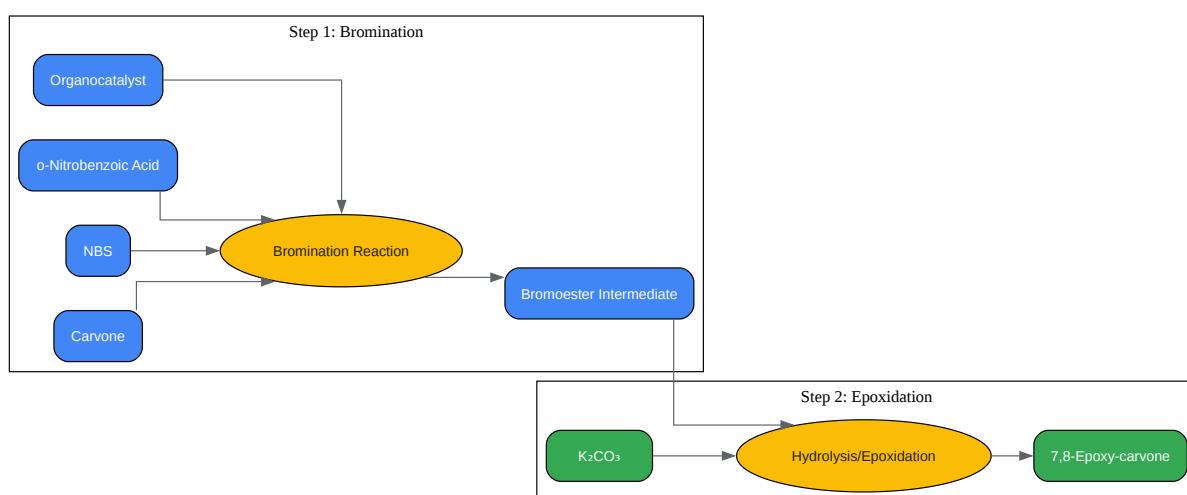 Step 1: Bromination
Organocatalyst
o-Nitrobenzoic Acid
NBS
Bromination Reaction
Bromoester Intermediate
Carvone
Step 2: Epoxidation
K₂CO₃
Hydrolysis/Epoxidation
7,8-Epoxy-carvone